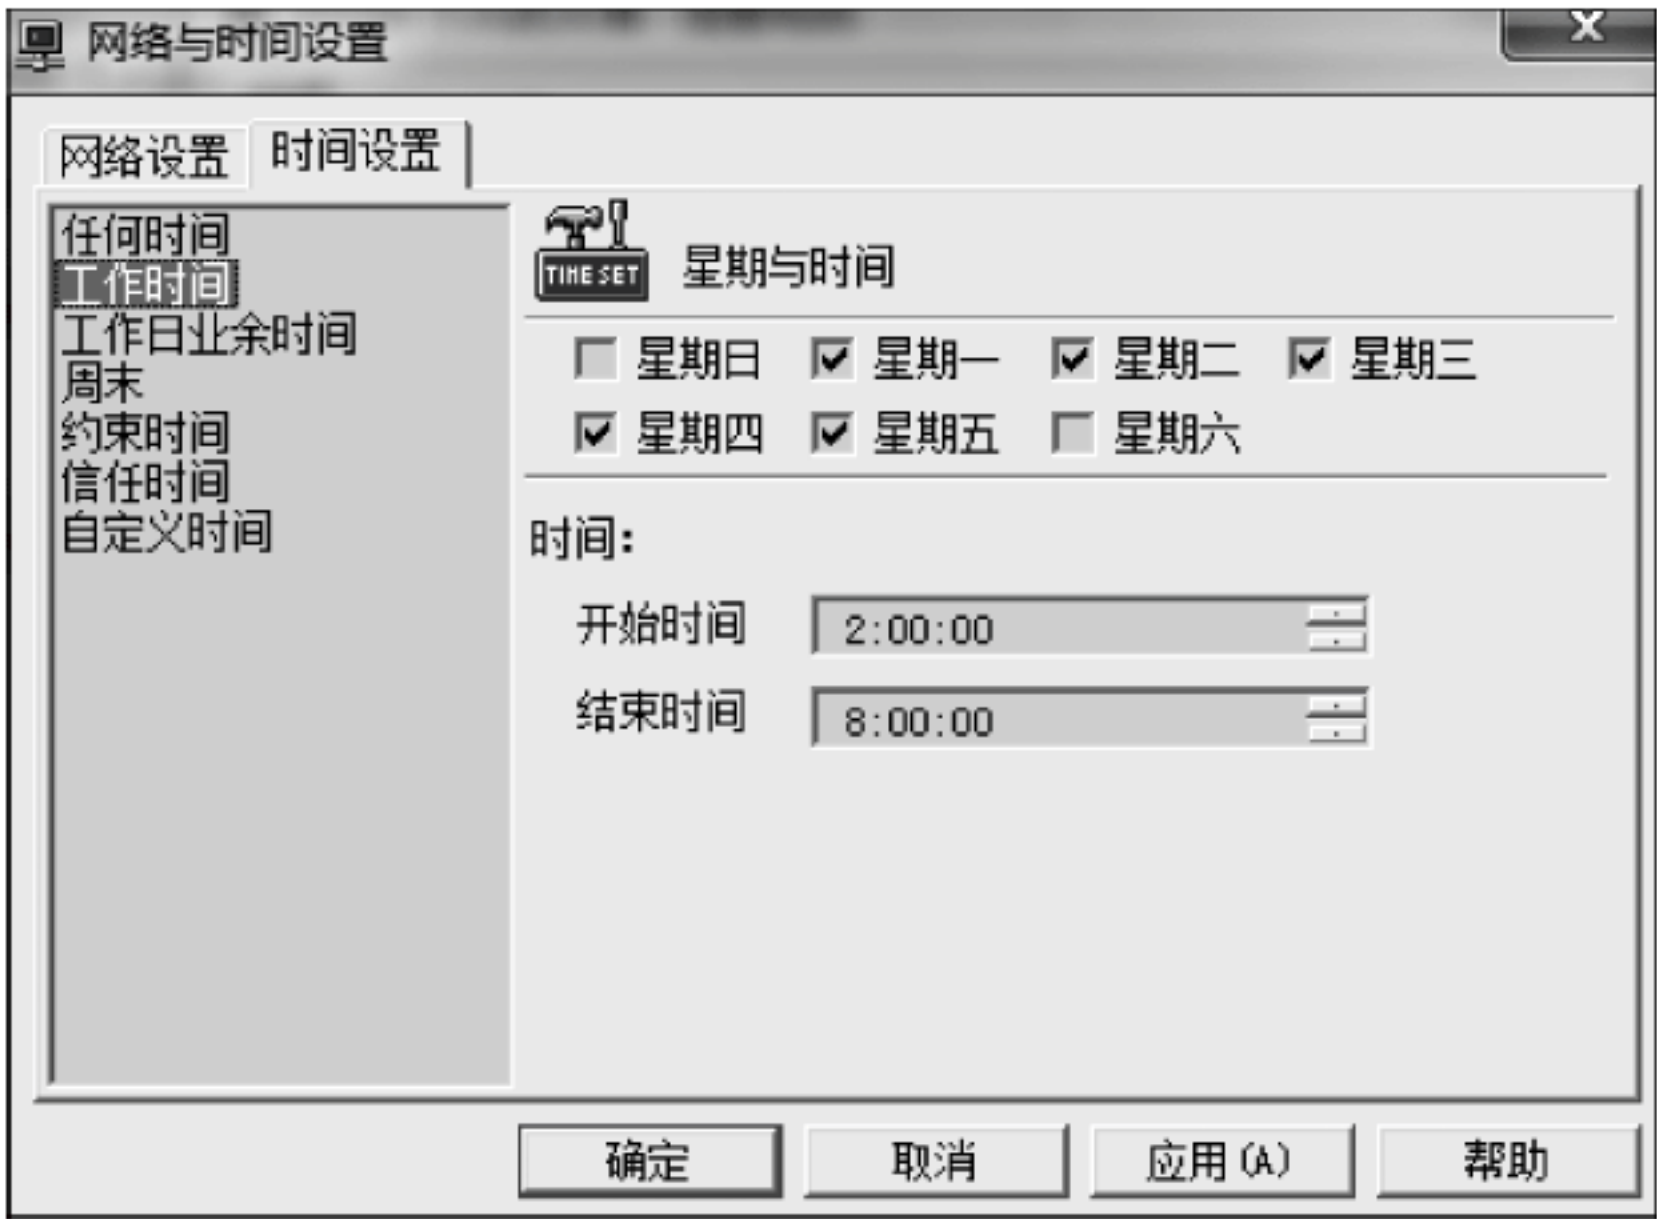 网络与时间设置
X
网络设置 时间设置
任何时间
工作时间
工作日业余时间
周末
约束时间
信任时间
自定义时间
TIME SET
星期与时间
星期日 星期一 星期二 星期三
星期四 星期五 星期六
时间:
开始时间 2:00:00
结束时间 8:00:00
确定 取消 应用(A) 帮助